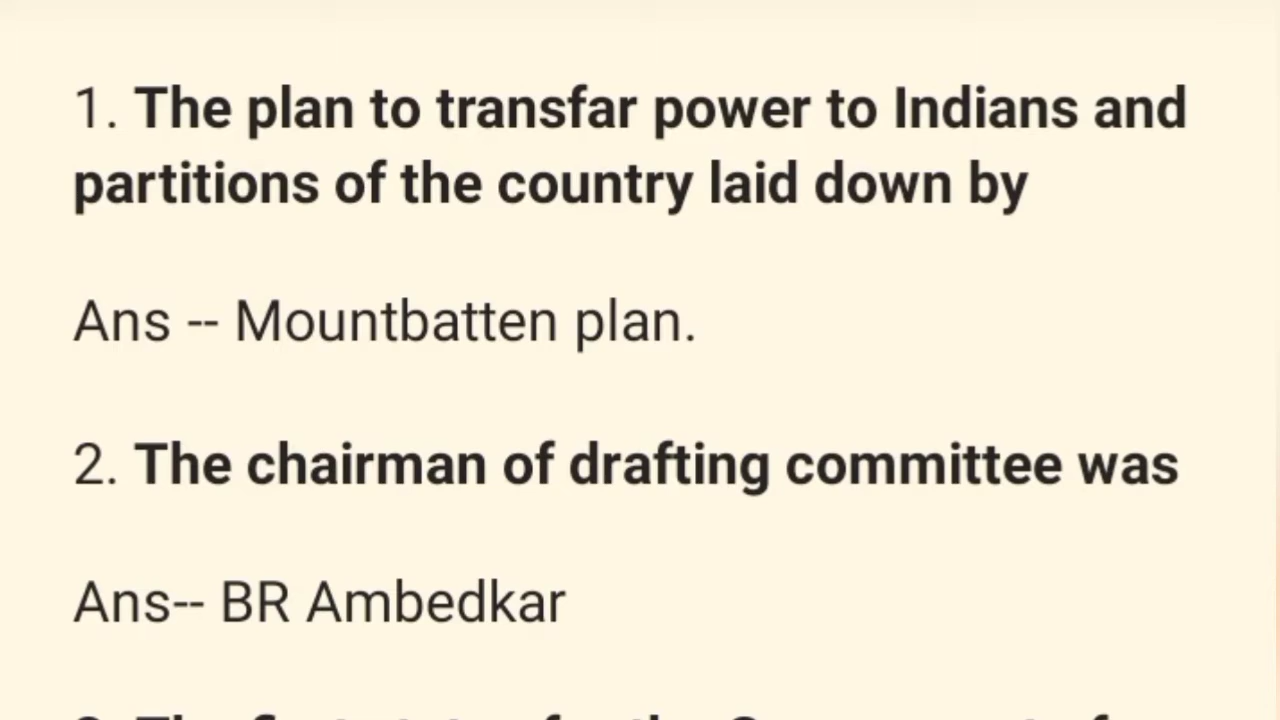 1. The plan to transfar power to Indians and
partitions of the country laid down by
Ans -- Mountbatten plan.
2. The chairman of drafting committee was
Ans-- BR Ambedkar